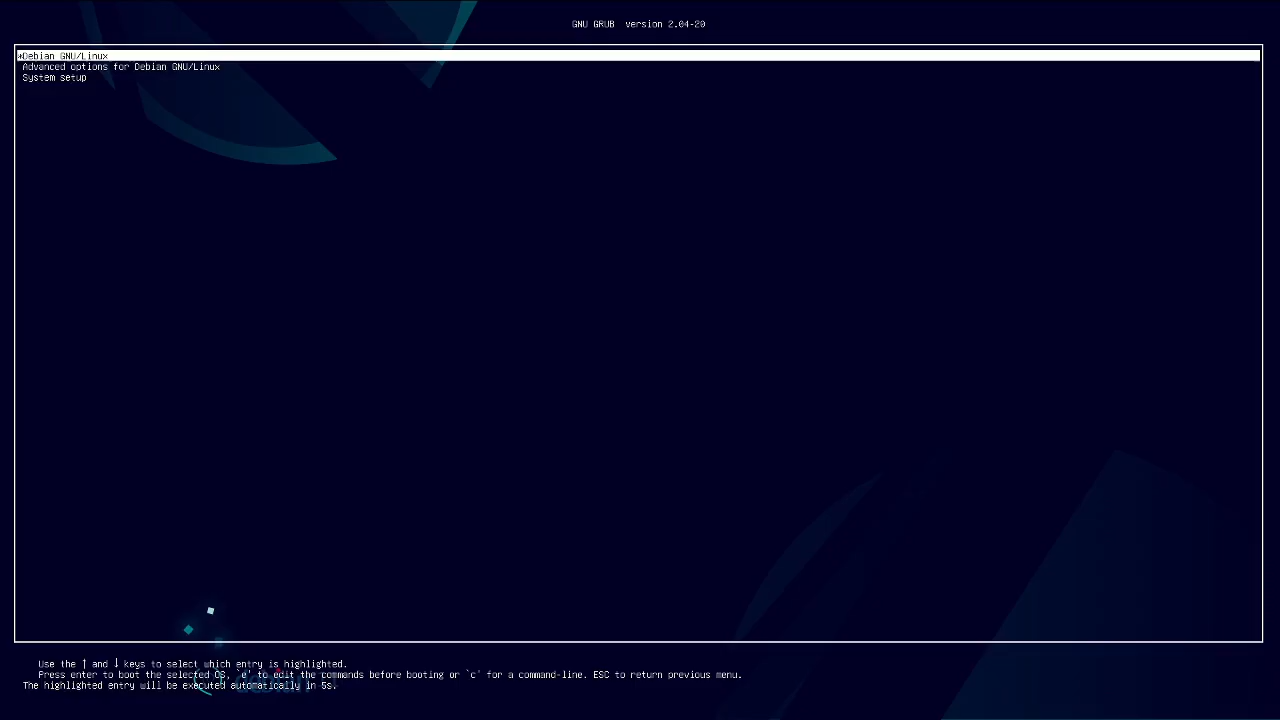 GNU GRUB version 2.04-20
*Debian GNU/Linux
Advanced options for Debian GNU/Linux
System setup
Use the ↑ and ↓ keys to select which entry is highlighted.
Press enter to boot the selected OS, `e' to edit the commands before booting or `c' for a command-line. ESC to return previous menu.
The highlighted entry will be executed automatically in 5s.